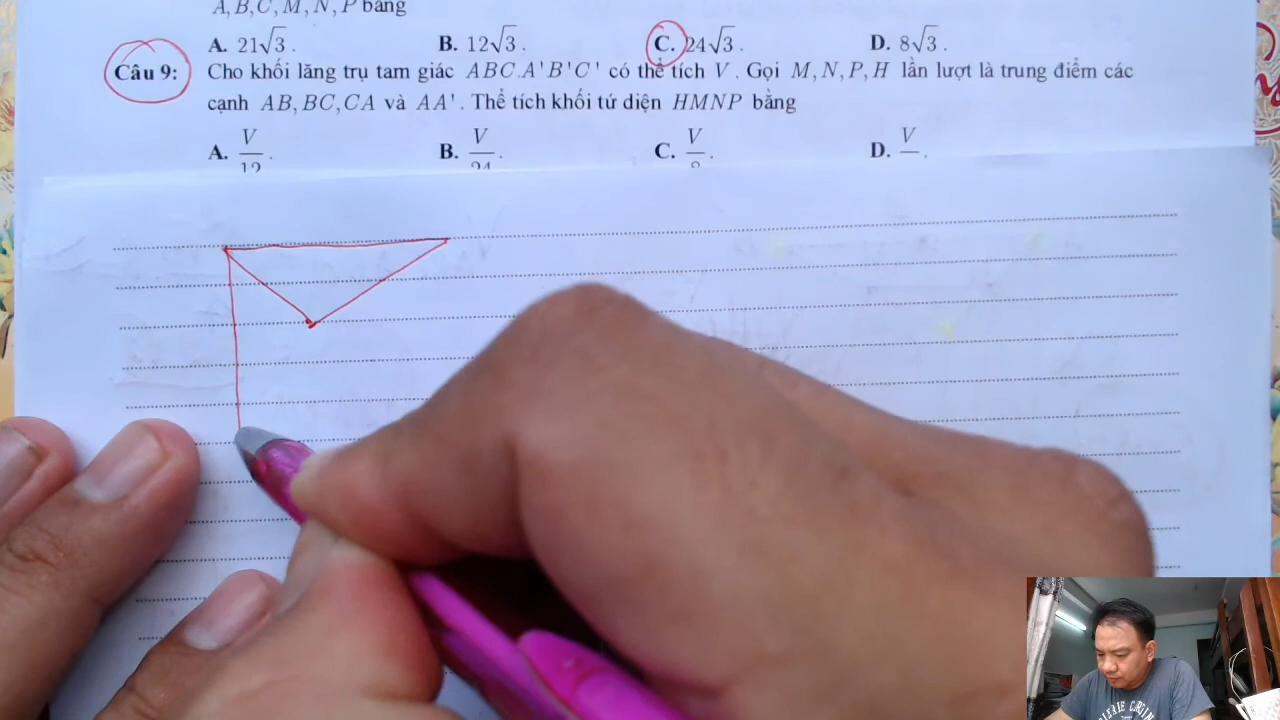 A, B, C, M, N, P bằng
A. 21√3. B. 12√3. C. 24√3. D. 8√3.
Câu 9: Cho khối lăng trụ tam giác ABC.A'B'C' có thể tích V. Gọi M, N, P, H lần lượt là trung điểm các
cạnh AB, BC, CA và AA'. Thể tích khối tứ diện HMNP bằng
A. V/12. B. V/24. C. V/8. D. V/